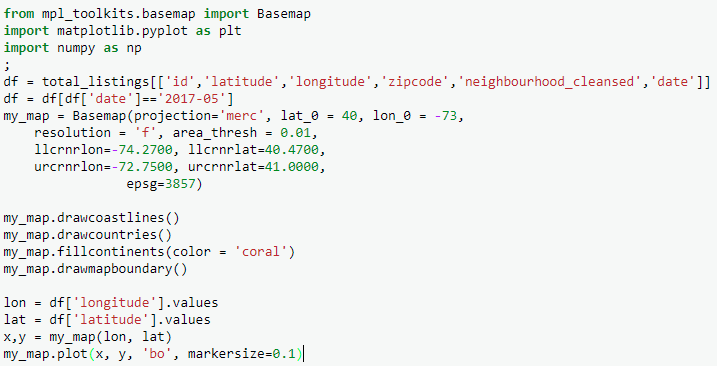 from mpl_toolkits.basemap import Basemap
import matplotlib.pyplot as plt
import numpy as np
;
df = total_listings[['id','latitude','longitude','zipcode','neighbourhood_cleansed','date']]
df = df[df['date']=='2017-05']
my_map = Basemap(projection='merc', lat_0 = 40, lon_0 = -73,
    resolution = 'f', area_thresh = 0.01,
    llcrnrlon=-74.2700, llcrnrlat=40.4700,
    urcrnrlon=-72.7500, urcrnrlat=41.0000,
                epsg=3857)

my_map.drawcoastlines()
my_map.drawcountries()
my_map.fillcontinents(color = 'coral')
my_map.drawmapboundary()

lon = df['longitude'].values
lat = df['latitude'].values
x,y = my_map(lon, lat)
my_map.plot(x, y, 'bo', markersize=0.1)